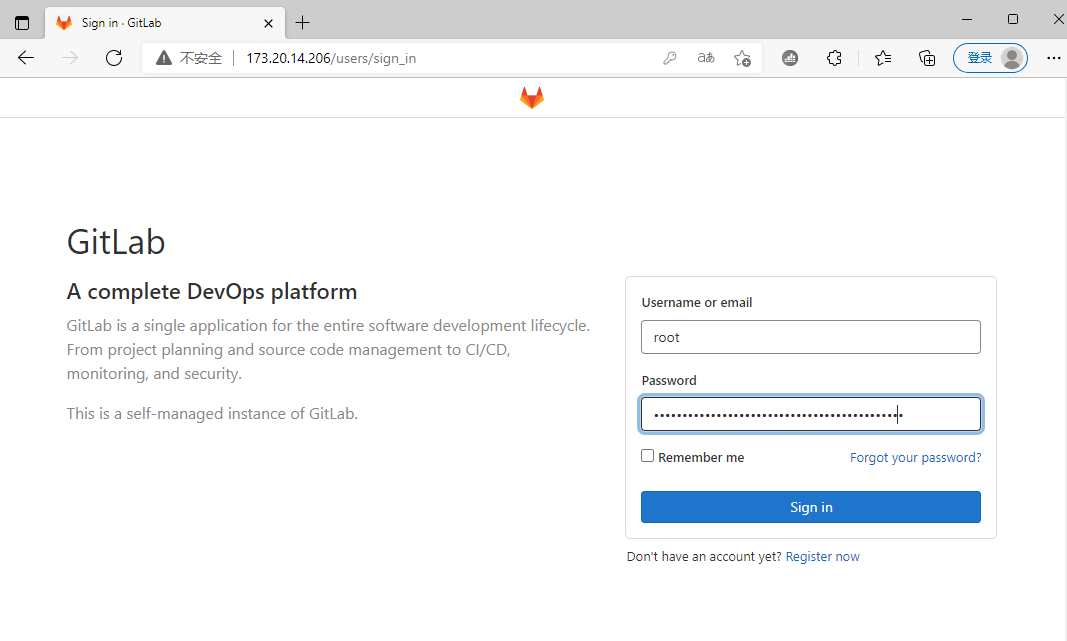 Sign in · GitLab
不安全
173.20.14.206/users/sign_in
aあ
登录
GitLab
A complete DevOps platform
GitLab is a single application for the entire software development lifecycle.
From project planning and source code management to CI/CD,
monitoring, and security.
This is a self-managed instance of GitLab.
Username or email
root
Password
Remember me
Forgot your password?
Sign in
Don't have an account yet? Register now